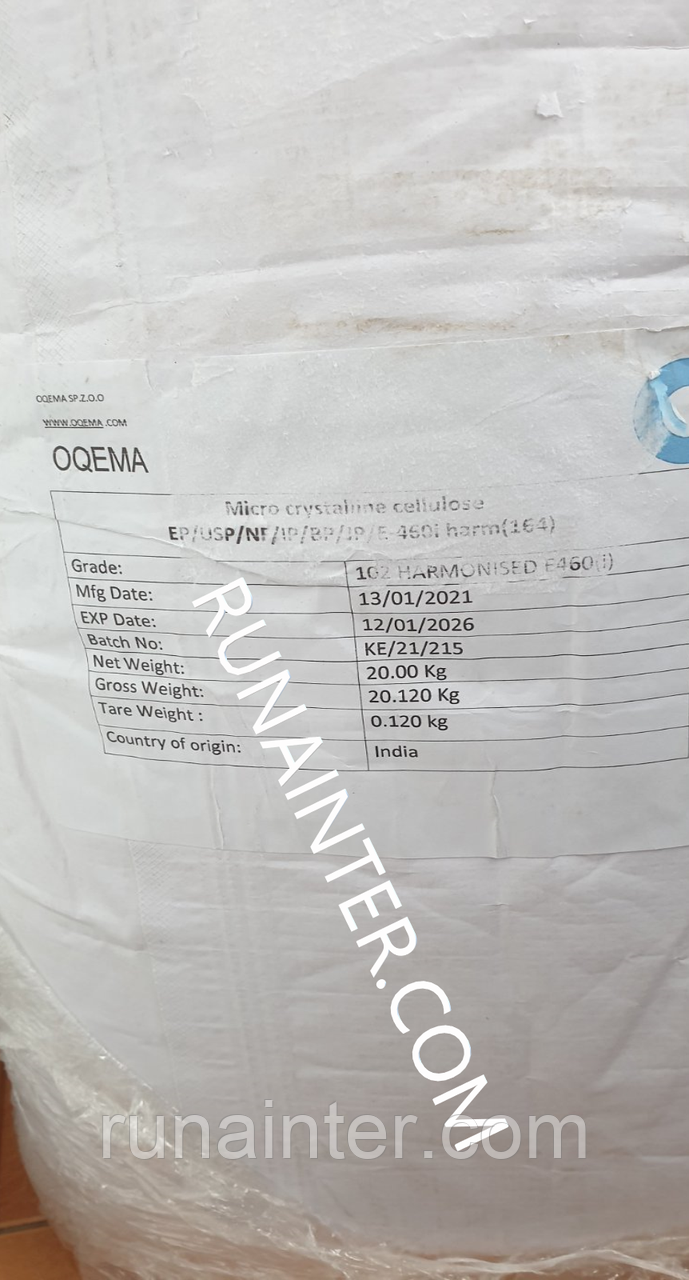 OQEMA SP.Z.O.O
WWW.OQEMA .COM
OQEMA
Micro crystaline cellulose
EP/USP/NF/IP/BP/JP/E-460i harm(164)
Grade: 102 HARMONISED E460(i)
Mfg Date: 13/01/2021
EXP Date: 12/01/2026
Batch No: KE/21/215
Net Weight: 20.00 Kg
Gross Weight: 20.120 Kg
Tare Weight : 0.120 kg
Country of origin: India
RUNAINTER.COM
runainter.com